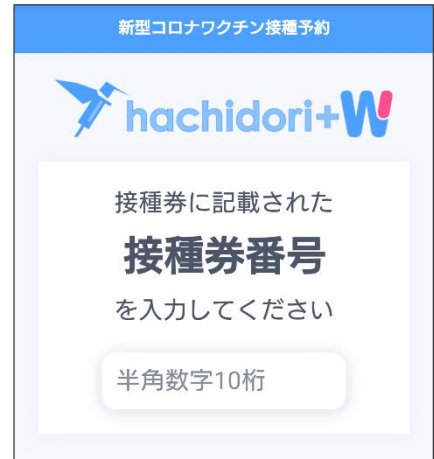 新型コロナワクチン接種予約
hachidori+W
接種券に記載された
接種券番号
を入力してください
半角数字10桁